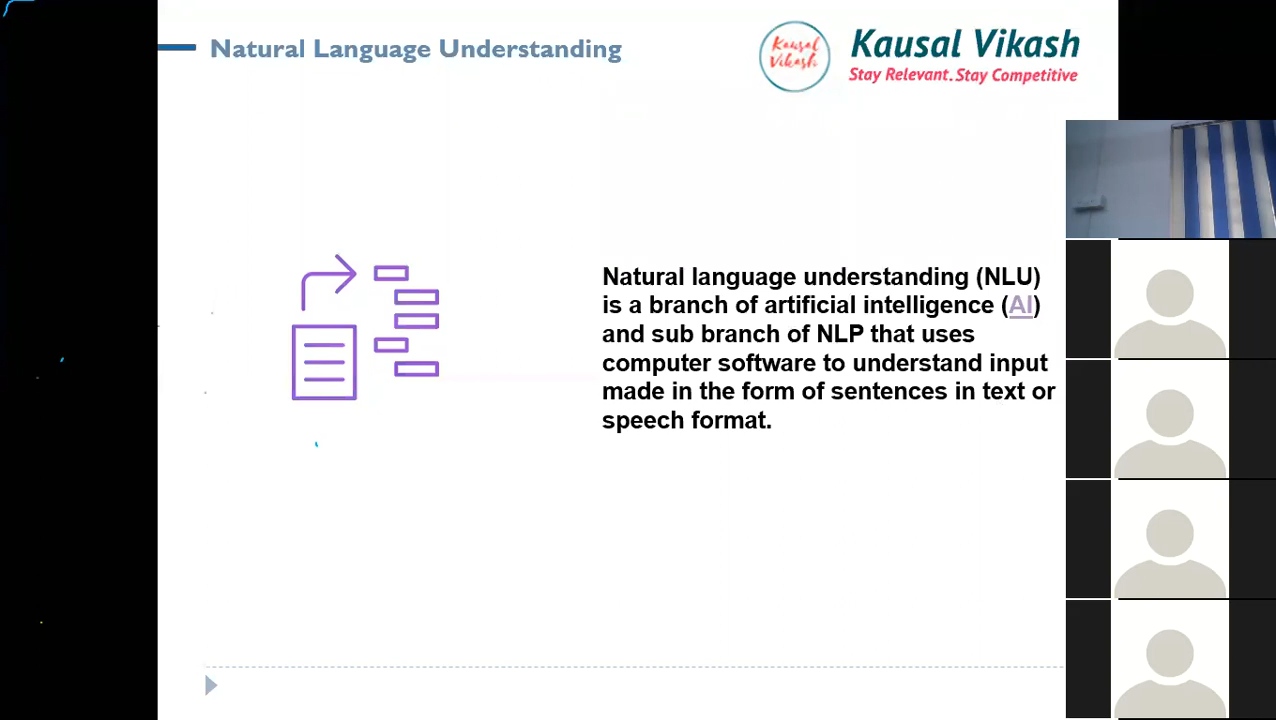 Natural Language Understanding
Kausal
Vikash
Kausal Vikash
Stay Relevant. Stay Competitive
Natural language understanding (NLU)
is a branch of artificial intelligence (AI)
and sub branch of NLP that uses
computer software to understand input
made in the form of sentences in text or
speech format.